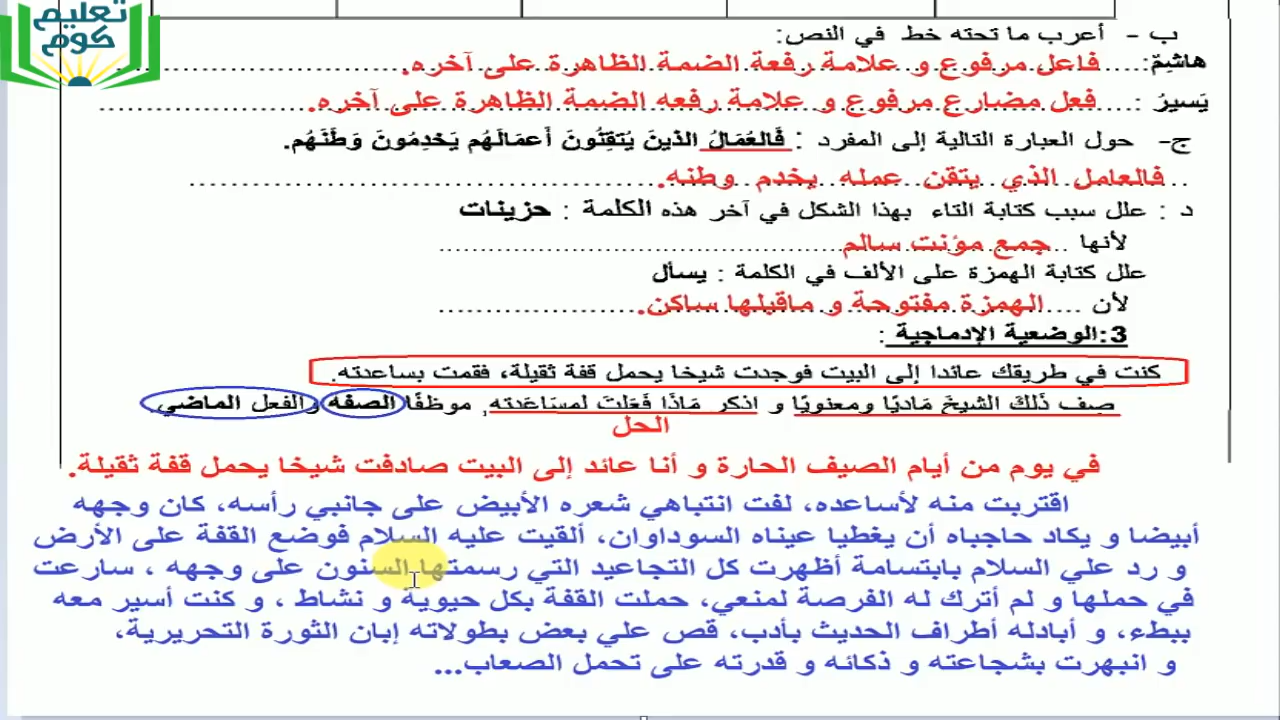 تعليم
كوم
ب - أعرب ما تحته خط في النص:
هاشِمٌ: فاعل مرفوع و علامة رفعة الضمة الظاهرة على آخره.
يَسيرُ : فعل مضارع مرفوع و علامة رفعه الضمة الظاهرة على آخره.
ج- حول العبارة التالية إلى المفرد : فَالعُمَالُ الذينَ يُتقِنُونَ أَعمَالَهُم يَخدِمُونَ وَطَنَهُم.
فالعامل الذي يتقن عمله يخدم وطنه.
د : علل سبب كتابة التاء بهذا الشكل في آخر هذه الكلمة : حزينات
لأنها جمع مؤنت سالم
علل كتابة الهمزة على الألف في الكلمة : يسأل
لأن الهمزة مفتوحة و ماقبلها ساكن.
3:الوضعية الإدماجية :
كنت في طريقك عائدا إلى البيت فوجدت شيخا يحمل قفة ثقيلة، فقمت بساعدته.
صِف ذَلكَ الشيخَ مَاديًا ومعنويًا و اذكر مَاذَا فَعَلتَ لمسَاعَدته, موظفًا الصفة والفعل الماضي.
الحل
في يوم من أيام الصيف الحارة و أنا عائد إلى البيت صادفت شيخا يحمل قفة ثقيلة.
اقتربت منه لأساعده، لفت انتباهي شعره الأبيض على جانبي رأسه، كان وجهه
أبيضا و يكاد حاجباه أن يغطيا عيناه السوداوان، ألقيت عليه السلام فوضع القفة على الأرض
و رد علي السلام بابتسامة أظهرت كل التجاعيد التي رسمتها السنون على وجهه ، سارعت
في حملها و لم أترك له الفرصة لمنعي، حملت القفة بكل حيوية و نشاط ، و كنت أسير معه
ببطء، و أبادله أطراف الحديث بأدب، قص علي بعض بطولاته إبان الثورة التحريرية،
و انبهرت بشجاعته و ذكائه و قدرته على تحمل الصعاب...